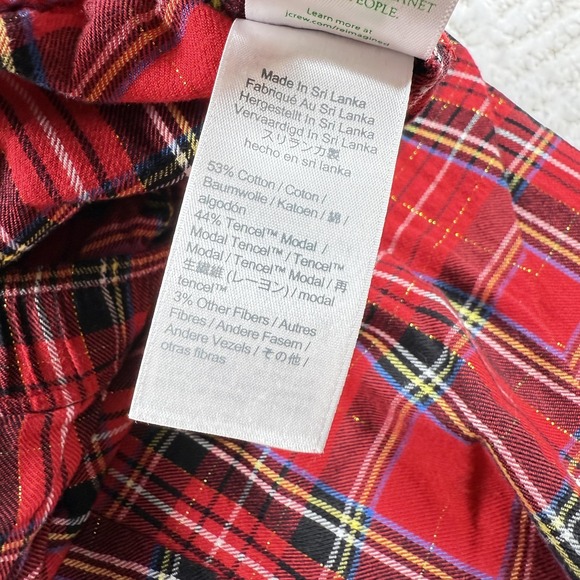 PLANET
PEOPLE.
Learn more at
jcrew.com/reimagined
Made In Sri Lanka
Fabriqué Au Sri Lanka
Hergestellt In Sri Lanka
Vervaardigd In Sri Lanka
スリランカ製
hecho en sri lanka
53% Cotton / Coton /
Baumwolle / Katoen / 綿 /
algodón
44% Tencel™ Modal /
Modal Tencel™ / Tencel™
Modal / Tencel™ Modal / 再
生繊維 (レーヨン) / modal
tencel™
3% Other Fibers / Autres
Fibres / Andere Fasern /
Andere Vezels / その他 /
otras fibras